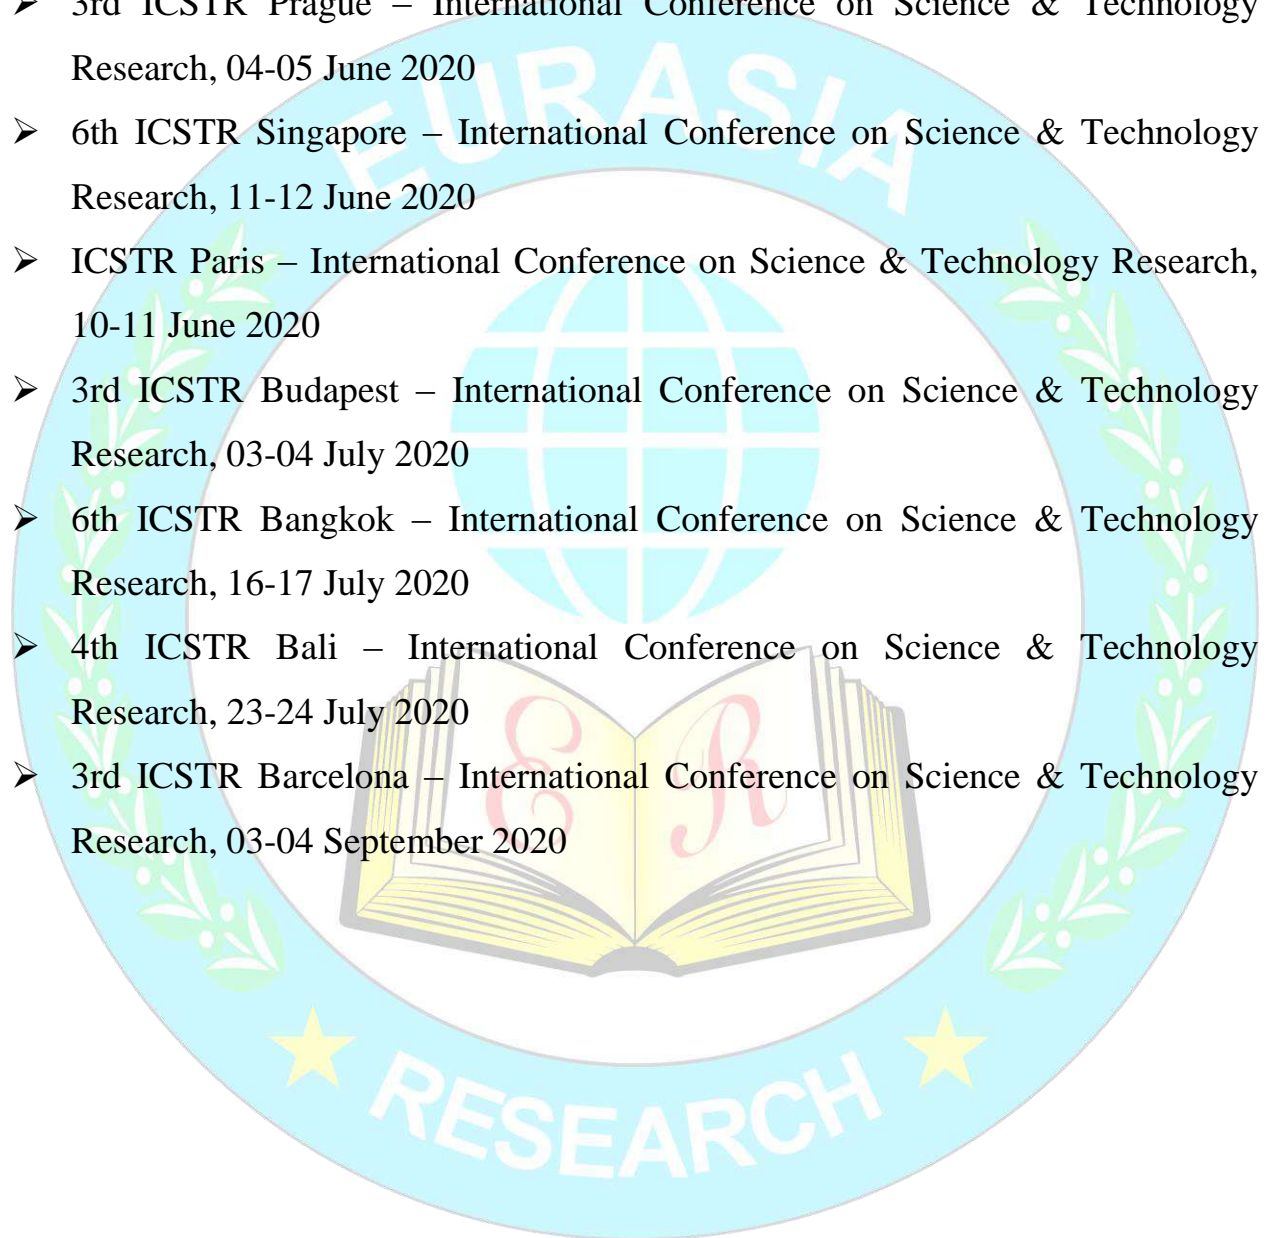 3rd ICSTR Prague – International Conference on Science & Technology
Research, 04-05 June 2020
6th ICSTR Singapore – International Conference on Science & Technology
Research, 11-12 June 2020
ICSTR Paris – International Conference on Science & Technology Research,
10-11 June 2020
3rd ICSTR Budapest – International Conference on Science & Technology
Research, 03-04 July 2020
6th ICSTR Bangkok – International Conference on Science & Technology
Research, 16-17 July 2020
4th ICSTR Bali – International Conference on Science & Technology
Research, 23-24 July 2020
3rd ICSTR Barcelona – International Conference on Science & Technology
Research, 03-04 September 2020
EURASIA
E R
RESEARCH